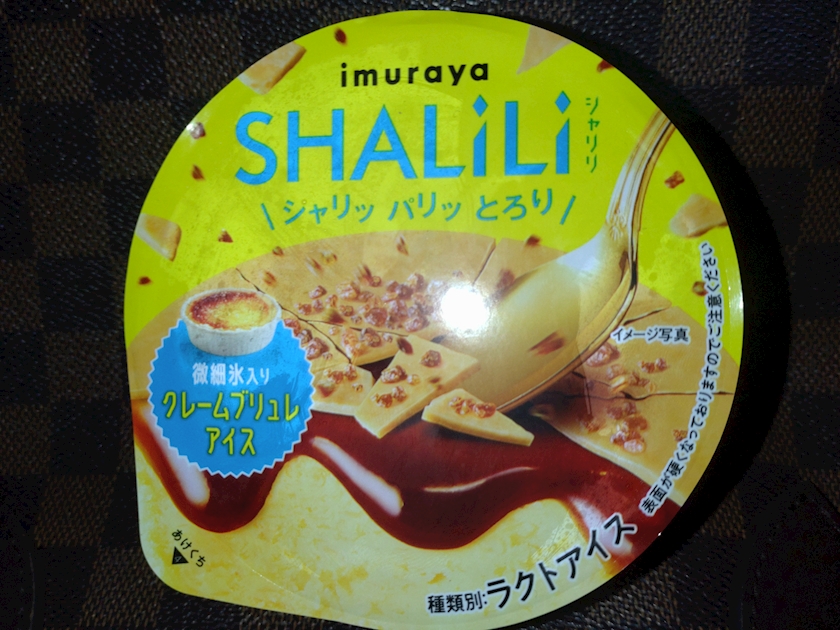 imuraya
SHALiLi
シャリリ
\ シャリッ パリッ とろり /
イメージ写真
微細氷入り
クレームブリュレ
アイス
表面が硬くなっておりますのでご注意ください
あけくち
種類別:ラクトアイス